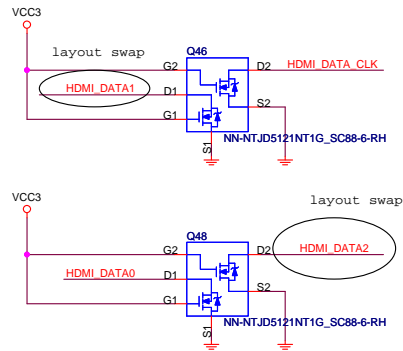 VCC3
layout swap
Q46
G2
D2
HDMI_DATA_CLK
HDMI_DATA1
D1
S2
G1
S1
NN-NTJD5121NT1G_SC88-6-RH
VCC3
layout swap
Q48
G2
D2
HDMI_DATA2
HDMI_DATA0
D1
S2
G1
S1
NN-NTJD5121NT1G_SC88-6-RH